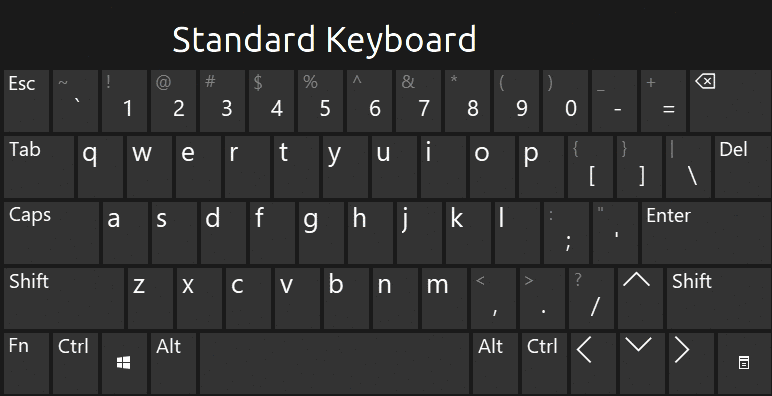 Standard Keyboard
Esc ~ ` ! 1 @ 2 # 3 $ 4 % 5 ^ 6 & 7 * 8 ( 9 ) 0 _ - + =
Tab q w e r t y u i o p { [ } ] | \ Del
Caps a s d f g h j k l : ; " ' Enter
Shift z x c v b n m < , > . ? / Shift
Fn Ctrl Alt Alt Ctrl